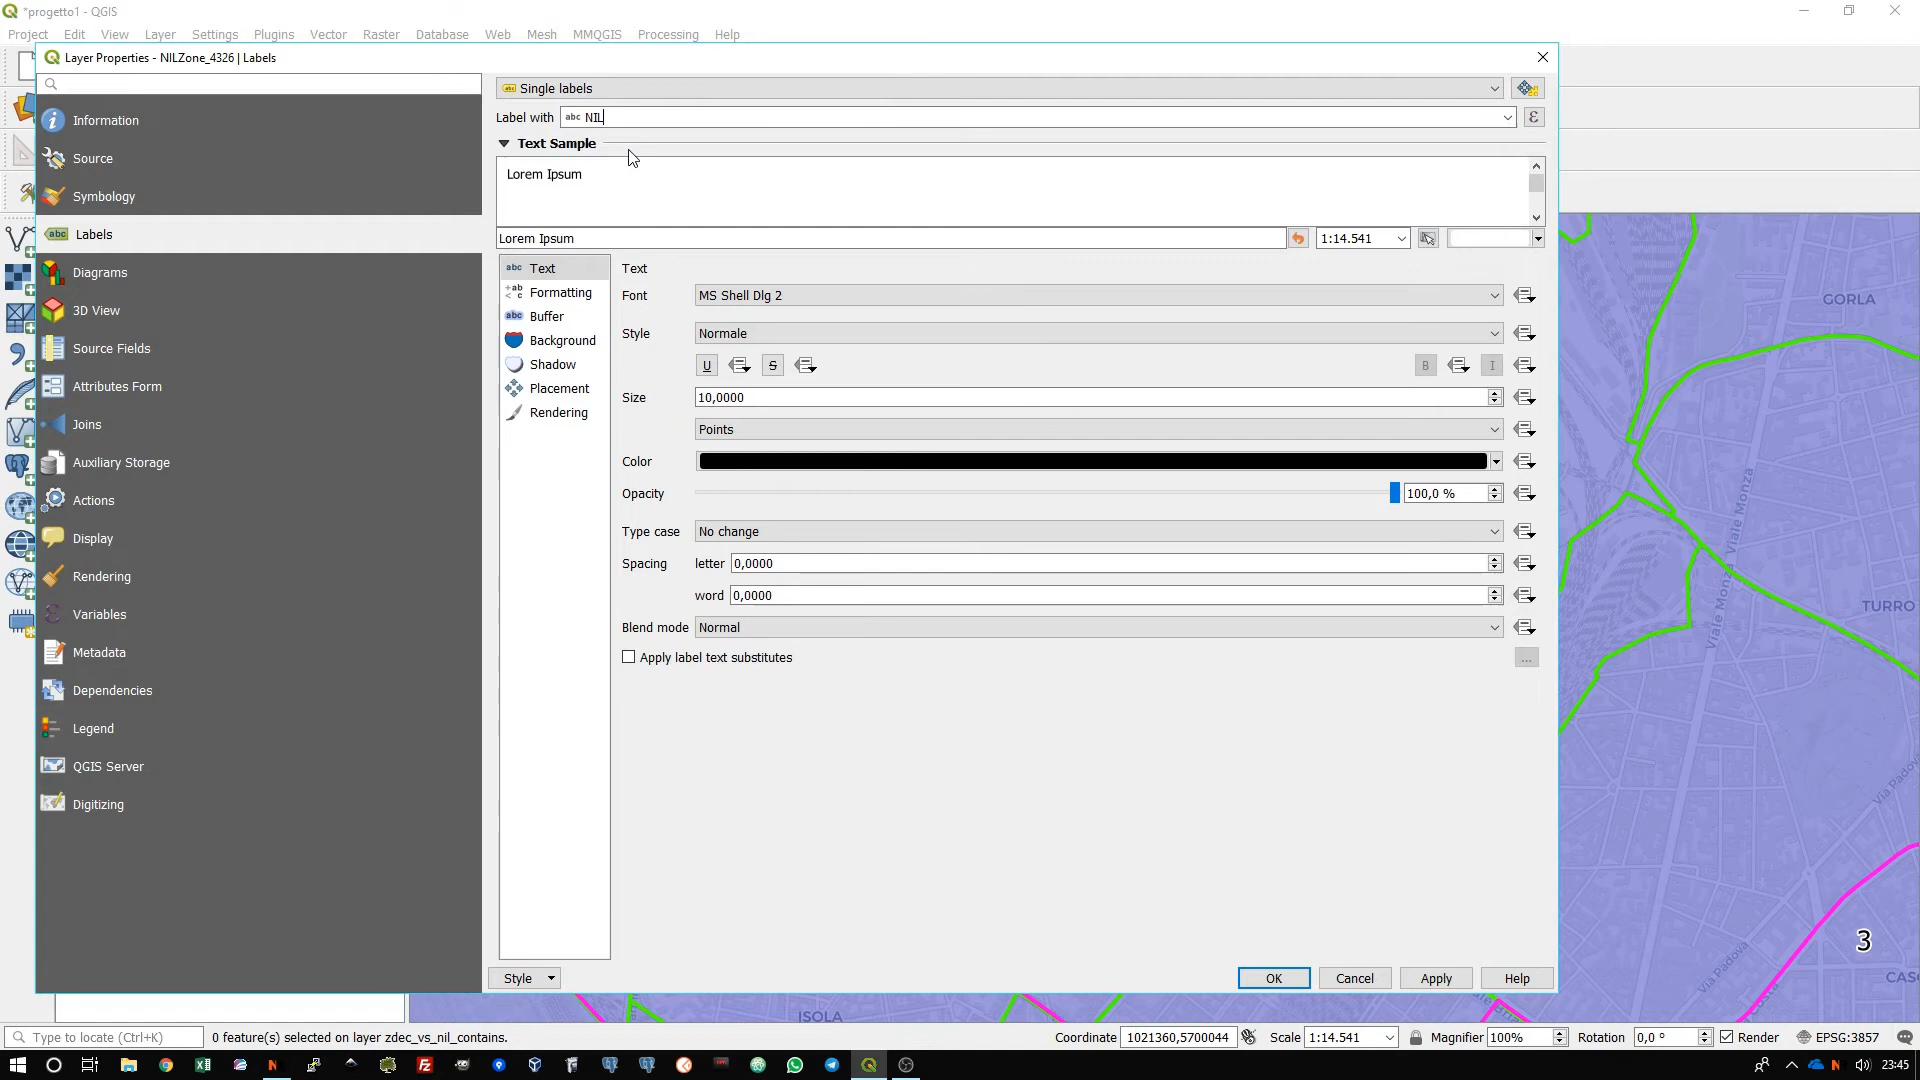 *progetto1 - QGIS
Project Edit View Layer Settings Plugins Vector Raster Database Web Mesh MMQGIS Processing Help
Layer Properties - NILZone_4326 | Labels
Single labels
Label with abc NIL
Text Sample
Lorem Ipsum
Lorem Ipsum 1:14.541
Information
Source
Symbology
Labels
Diagrams
3D View
Source Fields
Attributes Form
Joins
Auxiliary Storage
Actions
Display
Rendering
Variables
Metadata
Dependencies
Legend
QGIS Server
Digitizing
Text
Formatting
Buffer
Background
Shadow
Placement
Rendering
Text
Font MS Shell Dlg 2
Style Normale
U S B I
Size 10,0000
Points
Color
Opacity 100,0 %
Type case No change
Spacing letter 0,0000
word 0,0000
Blend mode Normal
Apply label text substitutes ...
Style OK Cancel Apply Help
GORLA
Viale Monza
TURRO
Viale Monza
Via Padova
3
Via Padova
CASC
ISOLA
Type to locate (Ctrl+K) 0 feature(s) selected on layer zdec_vs_nil_contains. Coordinate 1021360,5700044 Scale 1:14.541 Magnifier 100% Rotation 0,0 ° Render EPSG:3857
23:45